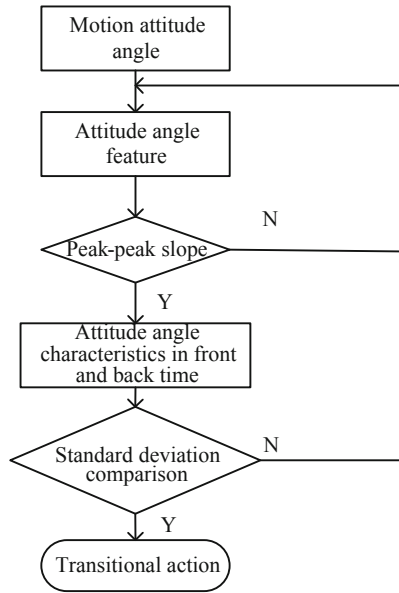 Motion attitude
angle
Attitude angle
feature
N
Peak-peak slope
Y
Attitude angle
characteristics in front
and back time
N
Standard deviation
comparison
Y
Transitional action